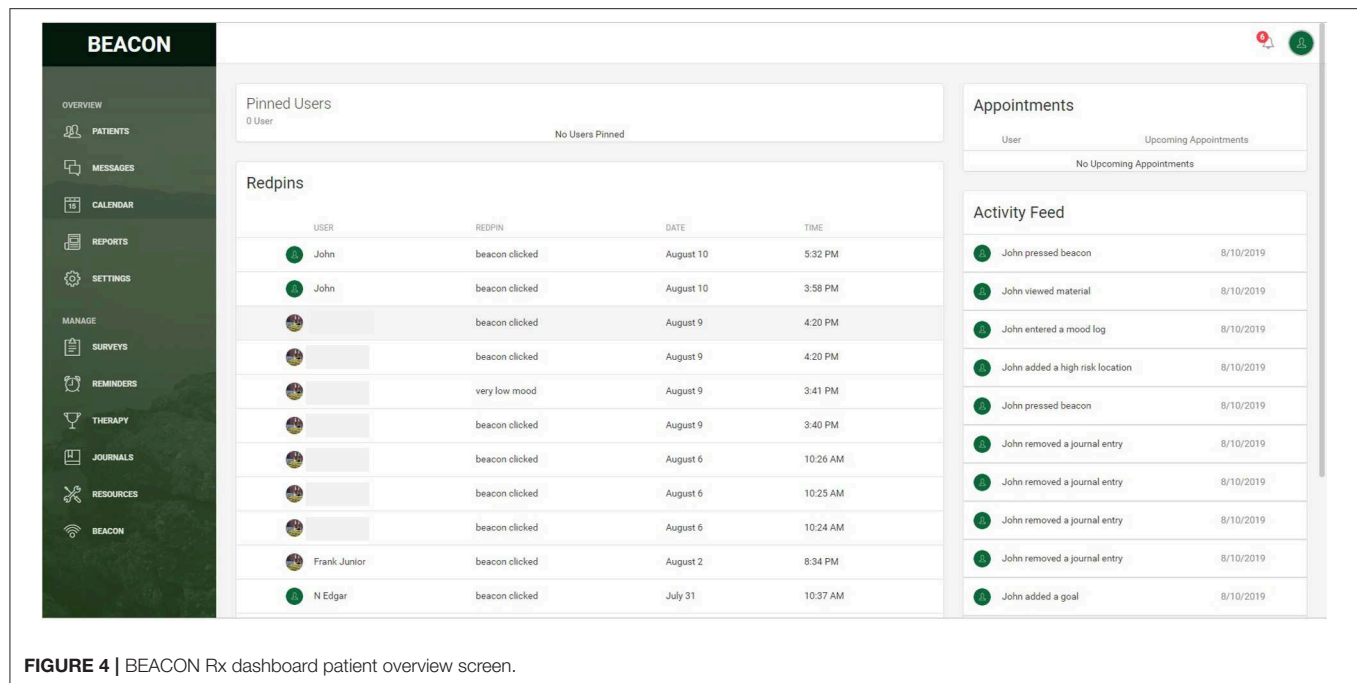 BEACON
6
OVERVIEW
PATIENTS
MESSAGES
15 CALENDAR
REPORTS
SETTINGS
MANAGE
SURVEYS
REMINDERS
THERAPY
JOURNALS
RESOURCES
BEACON
Pinned Users
0 User
No Users Pinned
Redpins
USER REDPIN DATE TIME
John beacon clicked August 10 5:32 PM
John beacon clicked August 10 3:58 PM
beacon clicked August 9 4:20 PM
beacon clicked August 9 4:20 PM
very low mood August 9 3:41 PM
beacon clicked August 9 3:40 PM
beacon clicked August 6 10:26 AM
beacon clicked August 6 10:25 AM
beacon clicked August 6 10:24 AM
Frank Junior beacon clicked August 2 8:34 PM
N Edgar beacon clicked July 31 10:37 AM
Appointments
User Upcoming Appointments
No Upcoming Appointments
Activity Feed
John pressed beacon 8/10/2019
John viewed material 8/10/2019
John entered a mood log 8/10/2019
John added a high risk location 8/10/2019
John pressed beacon 8/10/2019
John removed a journal entry 8/10/2019
John removed a journal entry 8/10/2019
John removed a journal entry 8/10/2019
John removed a journal entry 8/10/2019
John added a goal 8/10/2019
FIGURE 4 | BEACON Rx dashboard patient overview screen.